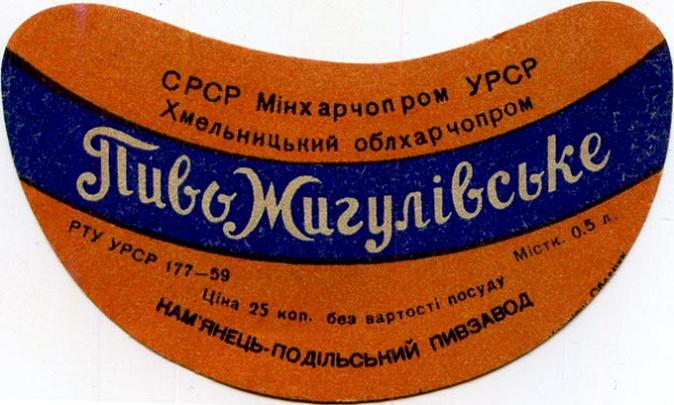 СРСР Мінхарчопром УРСР
Хмельницький облхарчопром
Пиво Жигулівське
РТУ УРСР 177—59
Містк. 0.5 л.
Ціна 25 коп. без вартості посуду
КАМ'ЯНЕЦЬ-ПОДІЛЬСЬКИЙ ПИВЗАВОД